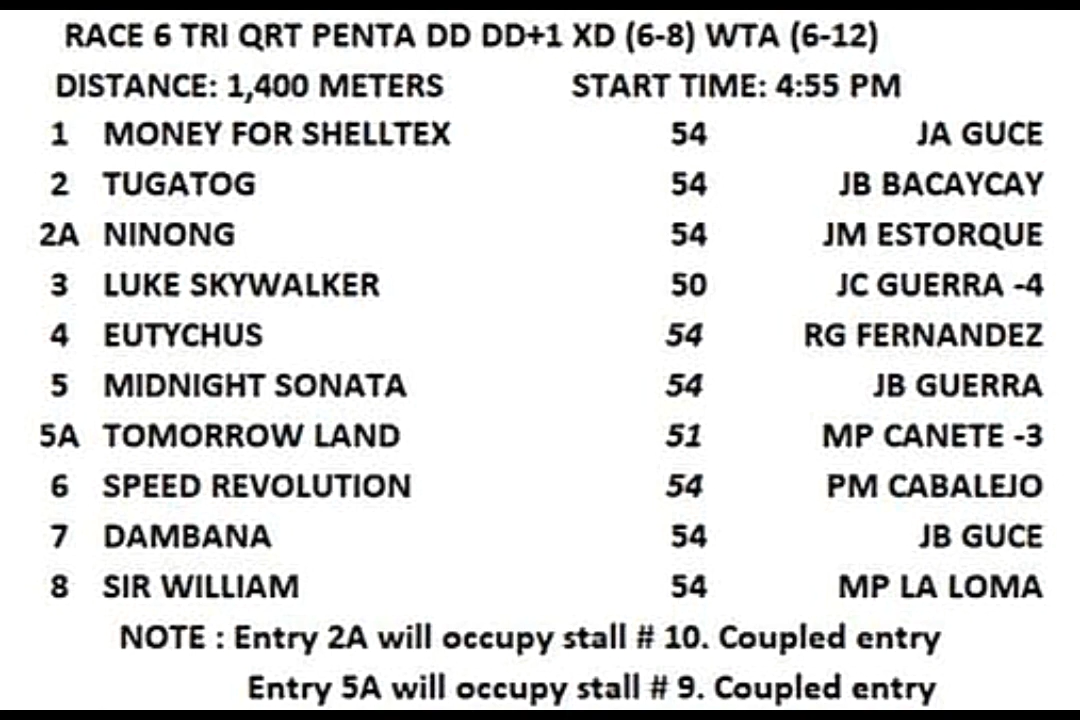 RACE 6 TRI QRT PENTA DD DD+1 XD (6-8) WTA (6-12)
DISTANCE: 1,400 METERS START TIME: 4:55 PM
1 MONEY FOR SHELLTEX 54 JA GUCE
2 TUGATOG 54 JB BACAYCAY
2A NINONG 54 JM ESTORQUE
3 LUKE SKYWALKER 50 JC GUERRA -4
4 EUTYCHUS 54 RG FERNANDEZ
5 MIDNIGHT SONATA 54 JB GUERRA
5A TOMORROW LAND 51 MP CANETE -3
6 SPEED REVOLUTION 54 PM CABALEJO
7 DAMBANA 54 JB GUCE
8 SIR WILLIAM 54 MP LA LOMA
NOTE : Entry 2A will occupy stall # 10. Coupled entry
Entry 5A will occupy stall # 9. Coupled entry